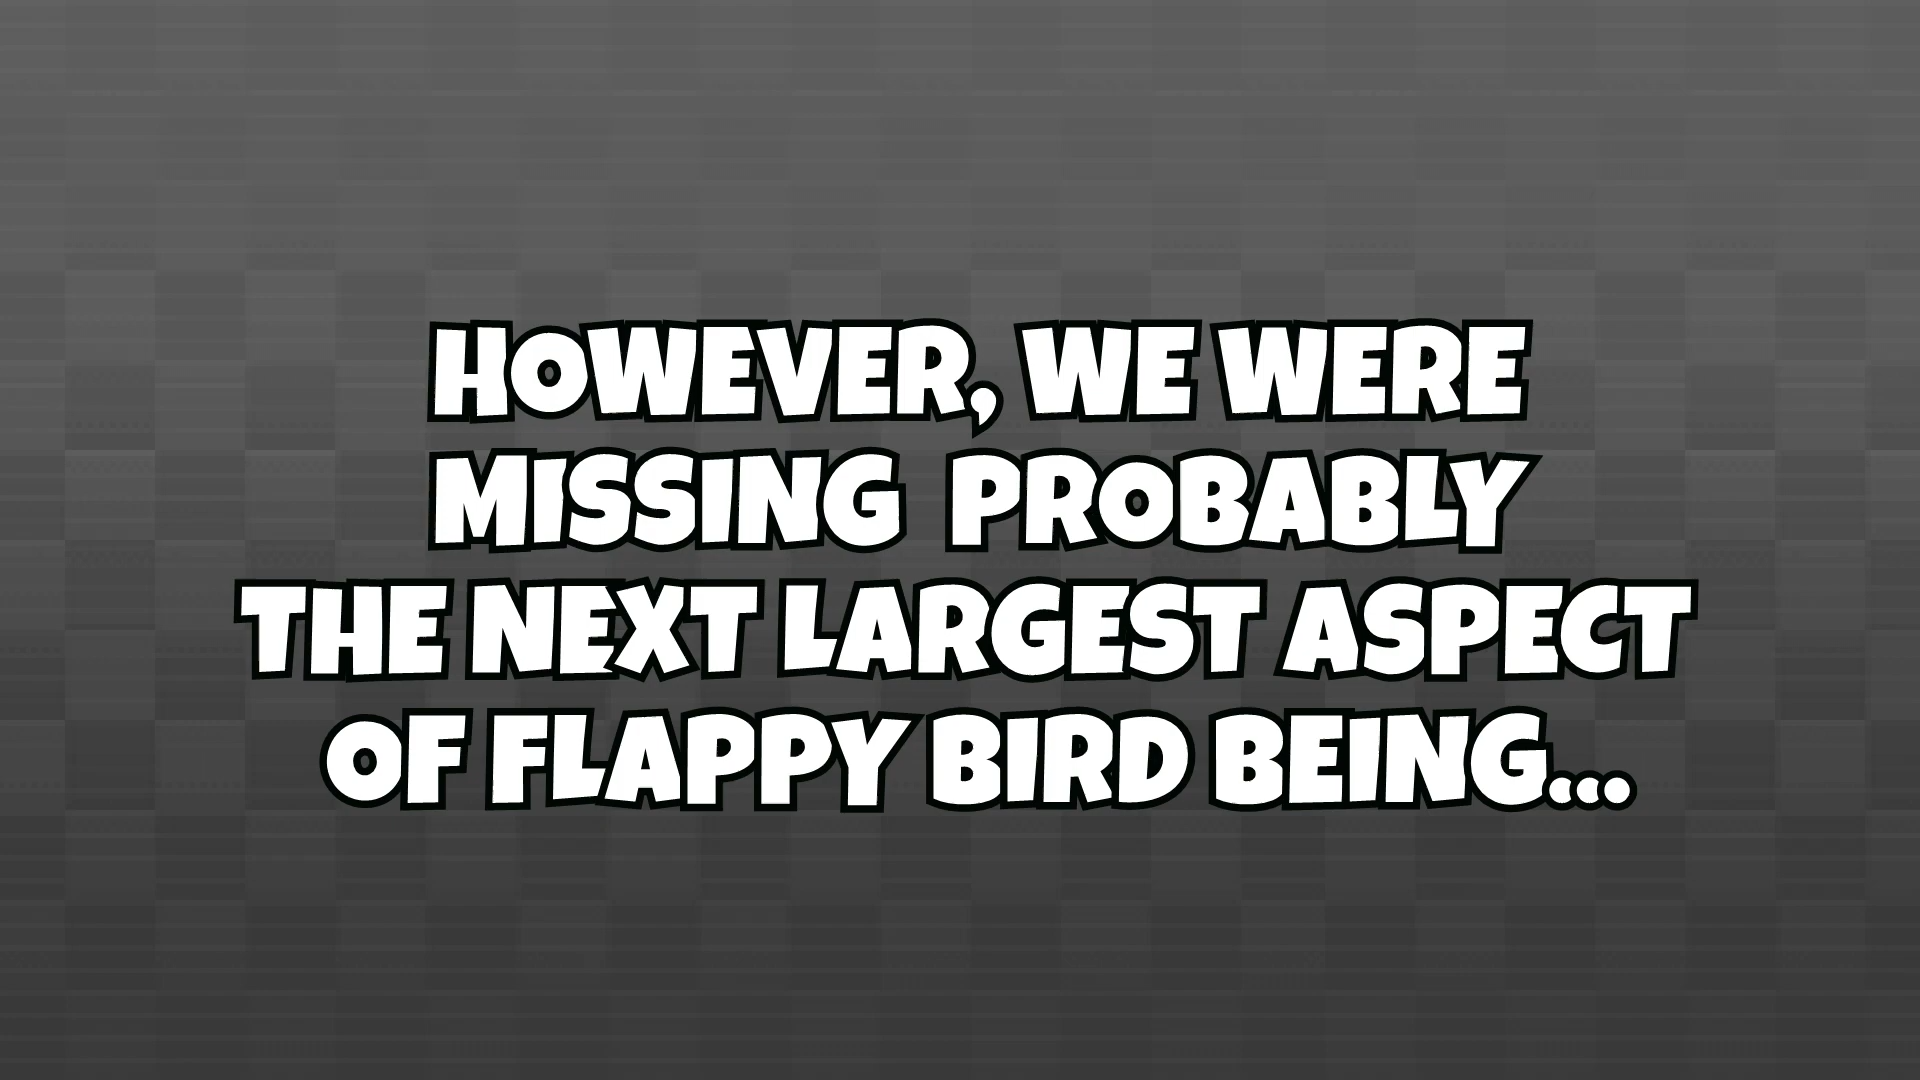 HOWEVER, WE WERE
MISSING PROBABLY
THE NEXT LARGEST ASPECT
OF FLAPPY BIRD BEING...